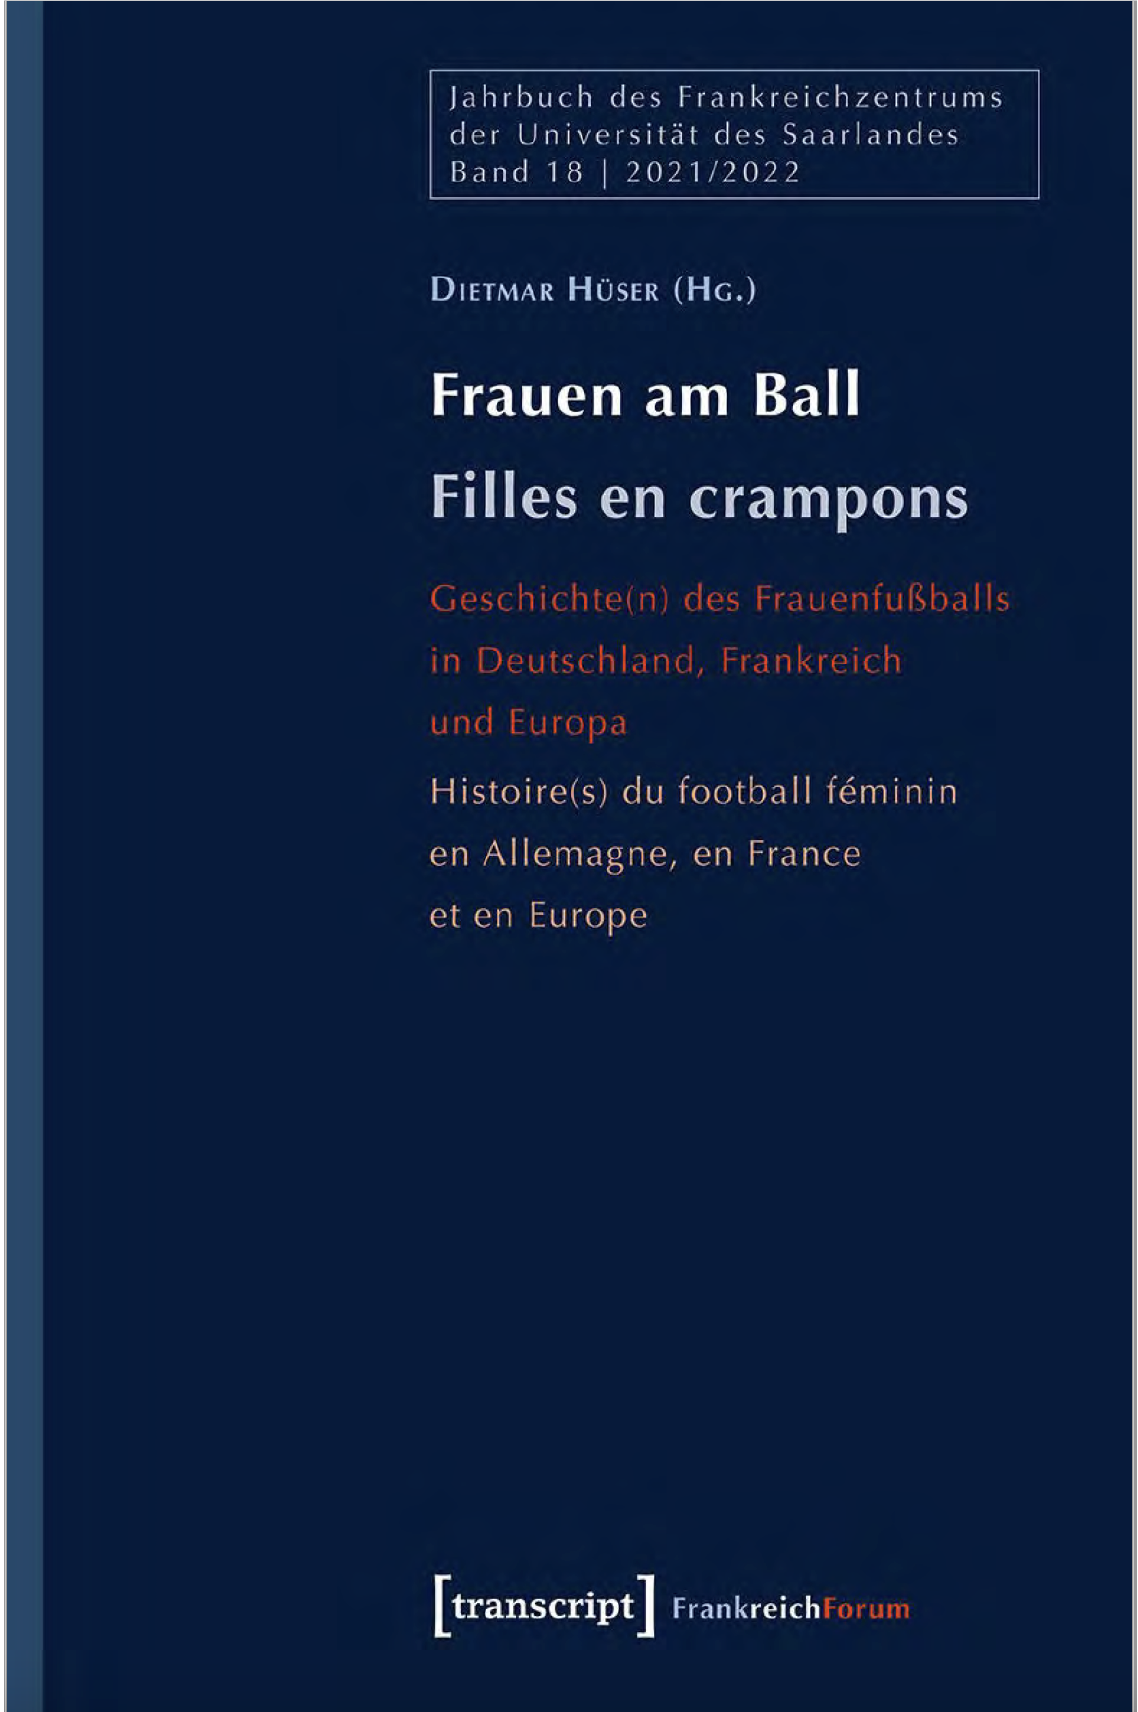 Jahrbuch des Frankreichzentrums
der Universität des Saarlandes
Band 18 | 2021/2022
Dietmar Hüser (Hg.)
Frauen am Ball
Filles en crampons
Geschichte(n) des Frauenfußballs
in Deutschland, Frankreich
und Europa
Histoire(s) du football féminin
en Allemagne, en France
et en Europe
[transcript] FrankreichForum